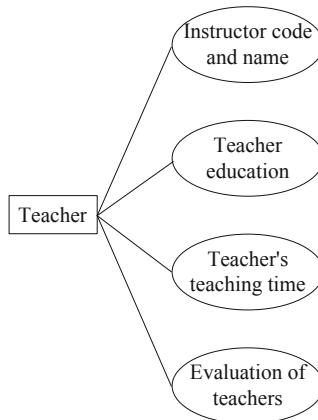 Instructor code
and name
Teacher
education
Teacher
Teacher's
teaching time
Evaluation of
teachers